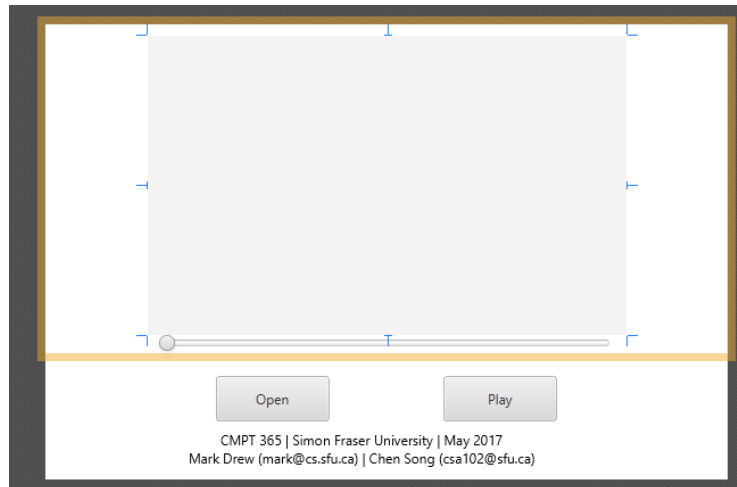 Open
Play
CMPT 365 | Simon Fraser University | May 2017
Mark Drew (mark@cs.sfu.ca) | Chen Song (csa102@sfu.ca)